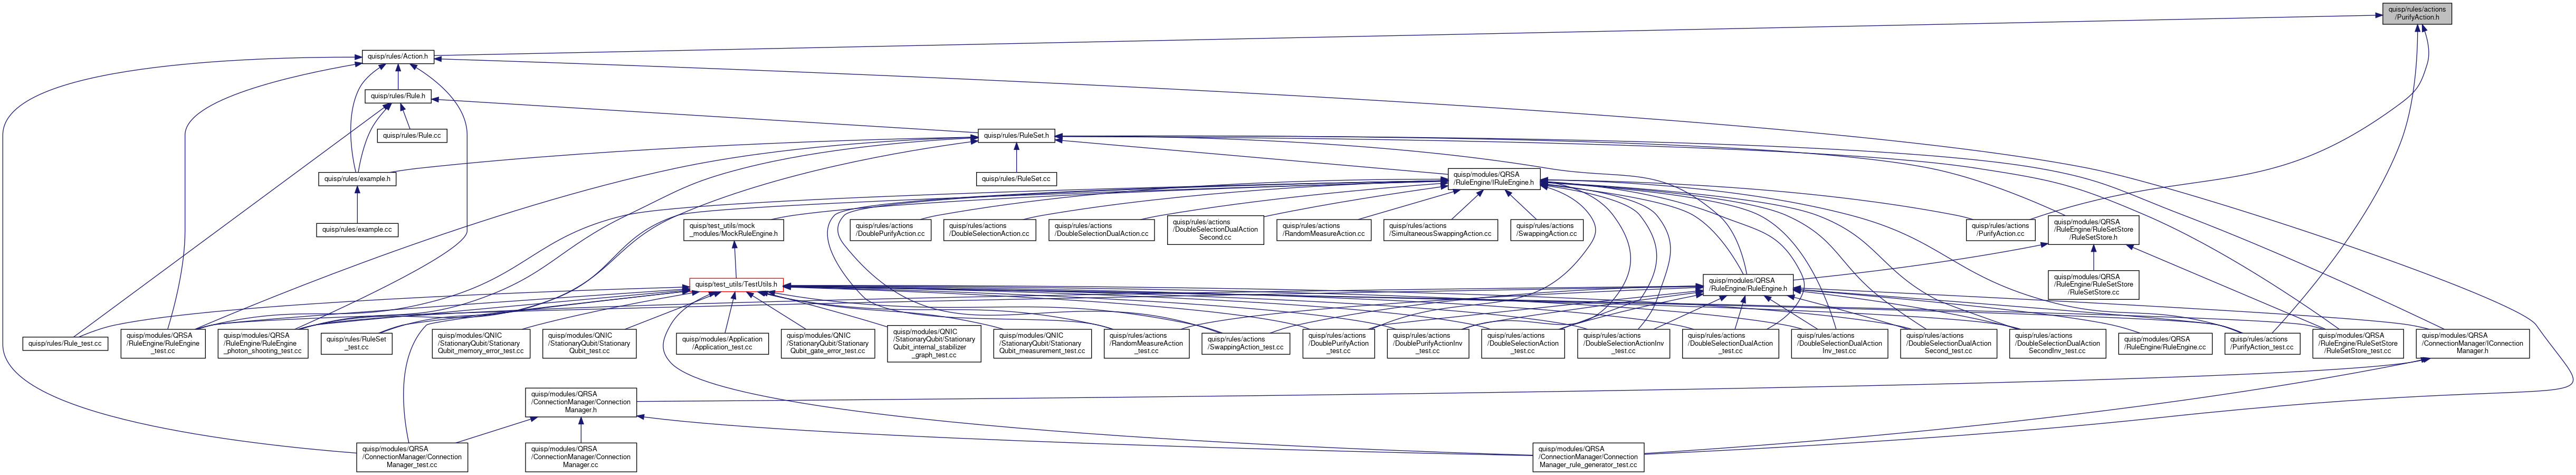 quisp/rules/actions
/PurifyAction.h
quisp/rules/Action.h
quisp/rules/Rule.h
quisp/rules/Rule.cc
quisp/rules/RuleSet.h
quisp/rules/example.h
quisp/rules/RuleSet.cc
quisp/modules/QRSA
/RuleEngine/IRuleEngine.h
quisp/rules/example.cc
quisp/test_utils/mock
_modules/MockRuleEngine.h
quisp/rules/actions
/DoublePurifyAction.cc
quisp/rules/actions
/DoubleSelectionAction.cc
quisp/rules/actions
/DoubleSelectionDualAction.cc
quisp/rules/actions
/DoubleSelectionDualAction
Second.cc
quisp/rules/actions
/RandomMeasureAction.cc
quisp/rules/actions
/SimultaneousSwappingAction.cc
quisp/rules/actions
/SwappingAction.cc
quisp/rules/actions
/PurifyAction.cc
quisp/modules/QRSA
/RuleEngine/RuleSetStore
/RuleSetStore.h
quisp/test_utils/TestUtils.h
quisp/modules/QRSA
/RuleEngine/RuleEngine.h
quisp/modules/QRSA
/RuleEngine/RuleSetStore
/RuleSetStore.cc
quisp/rules/Rule_test.cc
quisp/modules/QRSA
/RuleEngine/RuleEngine
_test.cc
quisp/modules/QRSA
/RuleEngine/RuleEngine
_photon_shooting_test.cc
quisp/rules/RuleSet
_test.cc
quisp/modules/QNIC
/StationaryQubit/Stationary
Qubit_memory_error_test.cc
quisp/modules/QNIC
/StationaryQubit/Stationary
Qubit_test.cc
quisp/modules/Application
/Application_test.cc
quisp/modules/QNIC
/StationaryQubit/Stationary
Qubit_gate_error_test.cc
quisp/modules/QNIC
/StationaryQubit/Stationary
Qubit_internal_stabilizer
_graph_test.cc
quisp/modules/QNIC
/StationaryQubit/Stationary
Qubit_measurement_test.cc
quisp/rules/actions
/RandomMeasureAction
_test.cc
quisp/rules/actions
/SwappingAction_test.cc
quisp/rules/actions
/DoublePurifyAction
_test.cc
quisp/rules/actions
/DoublePurifyActionInv
_test.cc
quisp/rules/actions
/DoubleSelectionAction
_test.cc
quisp/rules/actions
/DoubleSelectionActionInv
_test.cc
quisp/rules/actions
/DoubleSelectionDualAction
_test.cc
quisp/rules/actions
/DoubleSelectionDualAction
Inv_test.cc
quisp/rules/actions
/DoubleSelectionDualAction
Second_test.cc
quisp/rules/actions
/DoubleSelectionDualAction
SecondInv_test.cc
quisp/modules/QRSA
/RuleEngine/RuleEngine.cc
quisp/rules/actions
/PurifyAction_test.cc
quisp/modules/QRSA
/RuleEngine/RuleSetStore
/RuleSetStore_test.cc
quisp/modules/QRSA
/ConnectionManager/IConnection
Manager.h
quisp/modules/QRSA
/ConnectionManager/Connection
Manager.h
quisp/modules/QRSA
/ConnectionManager/Connection
Manager_test.cc
quisp/modules/QRSA
/ConnectionManager/Connection
Manager.cc
quisp/modules/QRSA
/ConnectionManager/Connection
Manager_rule_generator_test.cc